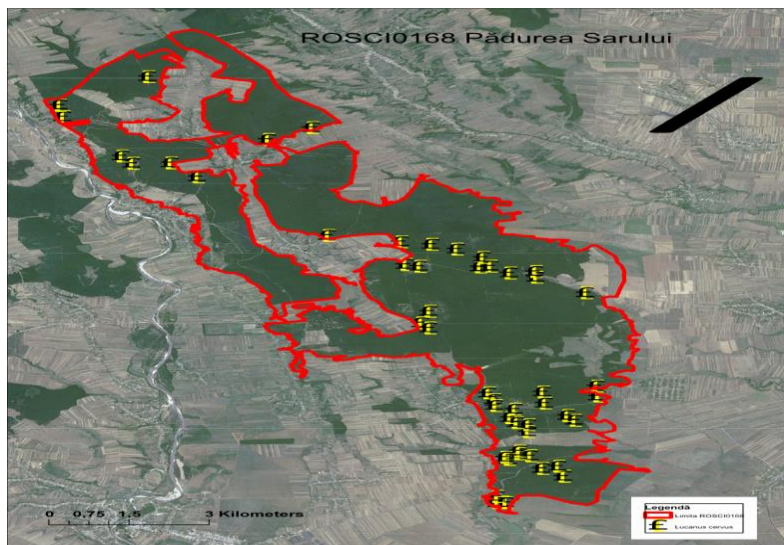 ROSCI0168 Pădurea Sarului
0 0,75 1,5 3 Kilometers
Legendă
Limita ROSCI0168
Lucanus cervus